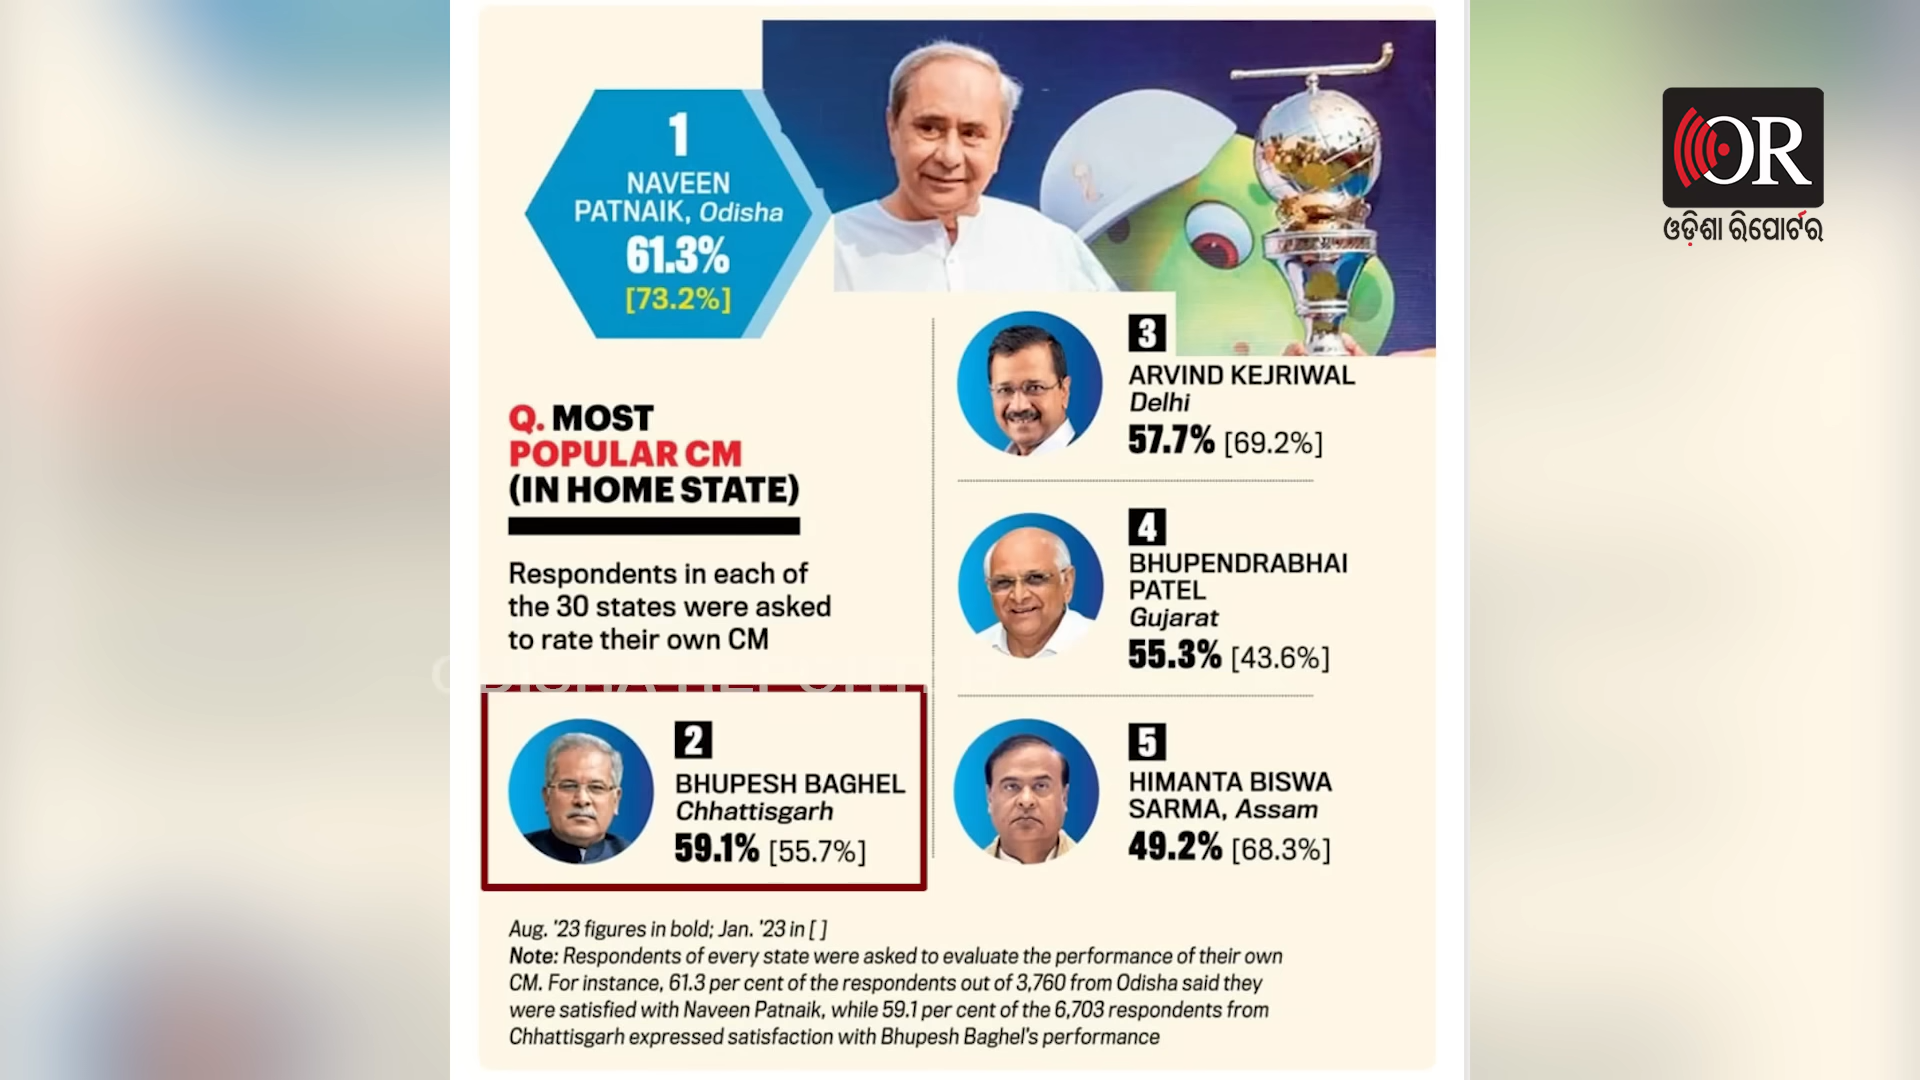 1
NAVEEN
PATNAIK, Odisha
61.3%
[73.2%]
Q. MOST
POPULAR CM
(IN HOME STATE)
Respondents in each of
the 30 states were asked
to rate their own CM
2
BHUPESH BAGHEL
Chhattisgarh
59.1% [55.7%]
3
ARVIND KEJRIWAL
Delhi
57.7% [69.2%]
4
BHUPENDRABHAI
PATEL
Gujarat
55.3% [43.6%]
5
HIMANTA BISWA
SARMA, Assam
49.2% [68.3%]
Aug. '23 figures in bold; Jan. '23 in [ ]
Note: Respondents of every state were asked to evaluate the performance of their own
CM. For instance, 61.3 per cent of the respondents out of 3,760 from Odisha said they
were satisfied with Naveen Patnaik, while 59.1 per cent of the 6,703 respondents from
Chhattisgarh expressed satisfaction with Bhupesh Baghel's performance
OR
ଓଡ଼ିଶା ରିପୋର୍ଟର